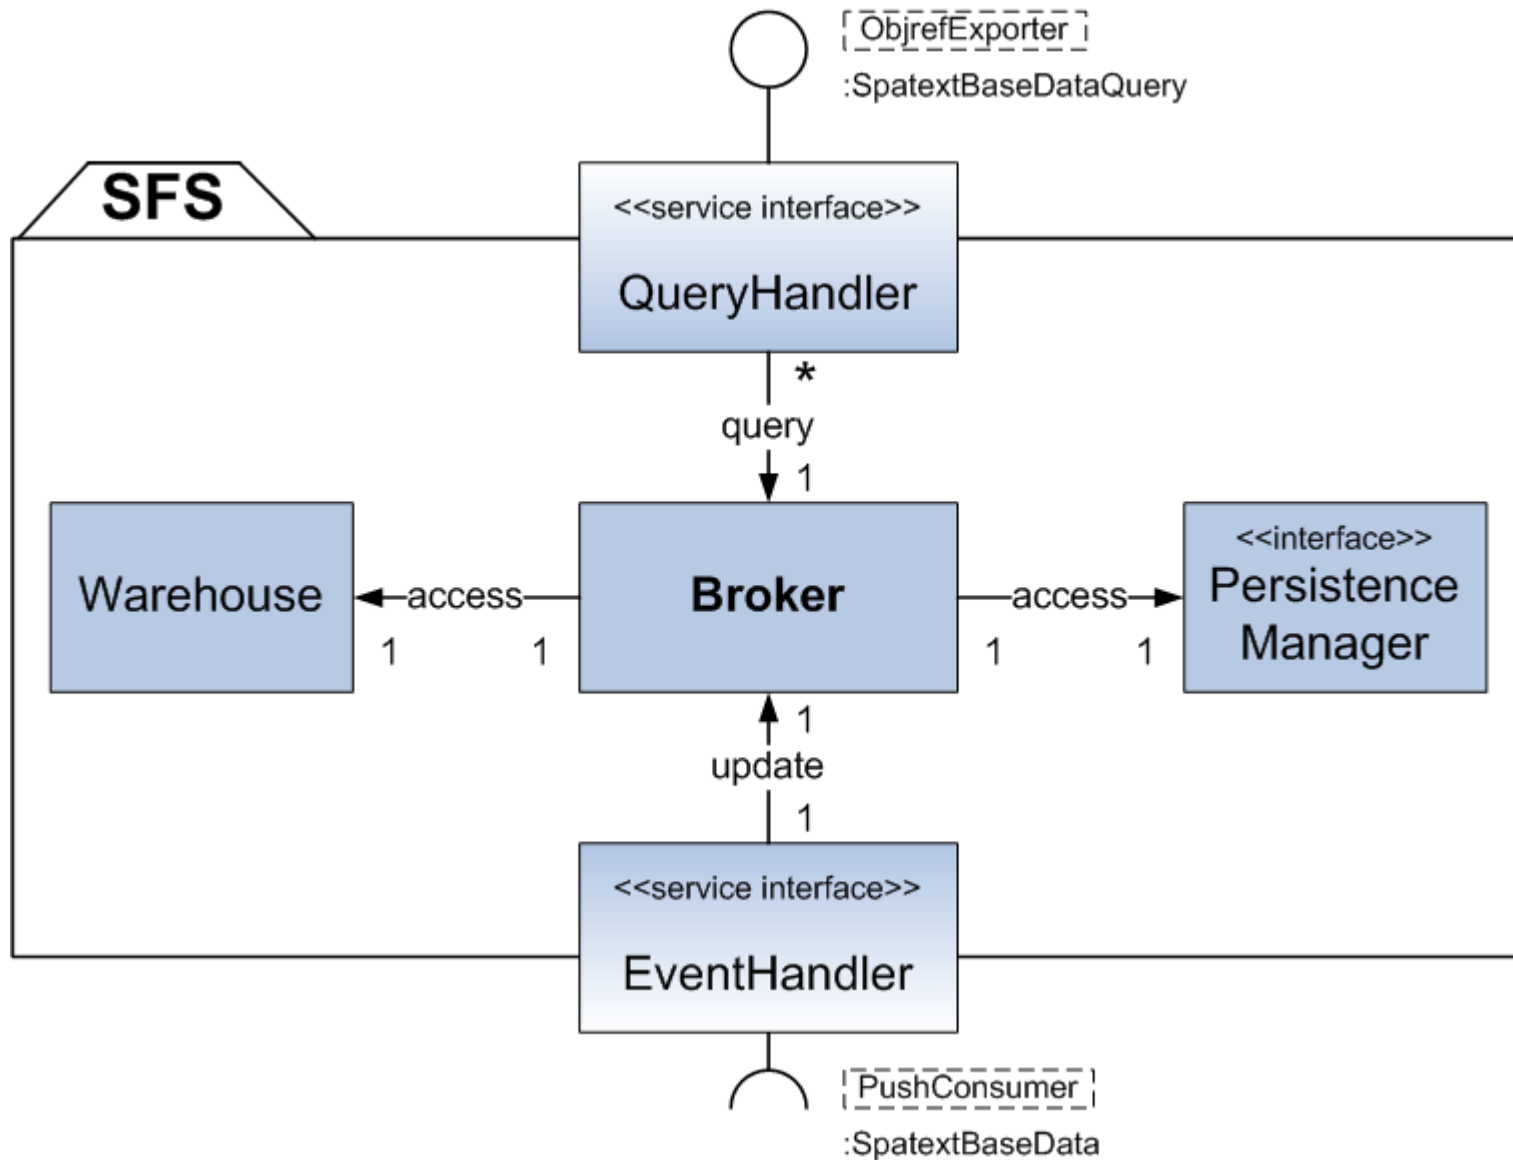 ObjrefExporter
:SpatextBaseDataQuery
SFS
<<service interface>>
QueryHandler
*
query
1
Warehouse
access
1
1
Broker
access
1
1
<<interface>>
Persistence
Manager
1
update
1
<<service interface>>
EventHandler
PushConsumer
:SpatextBaseData